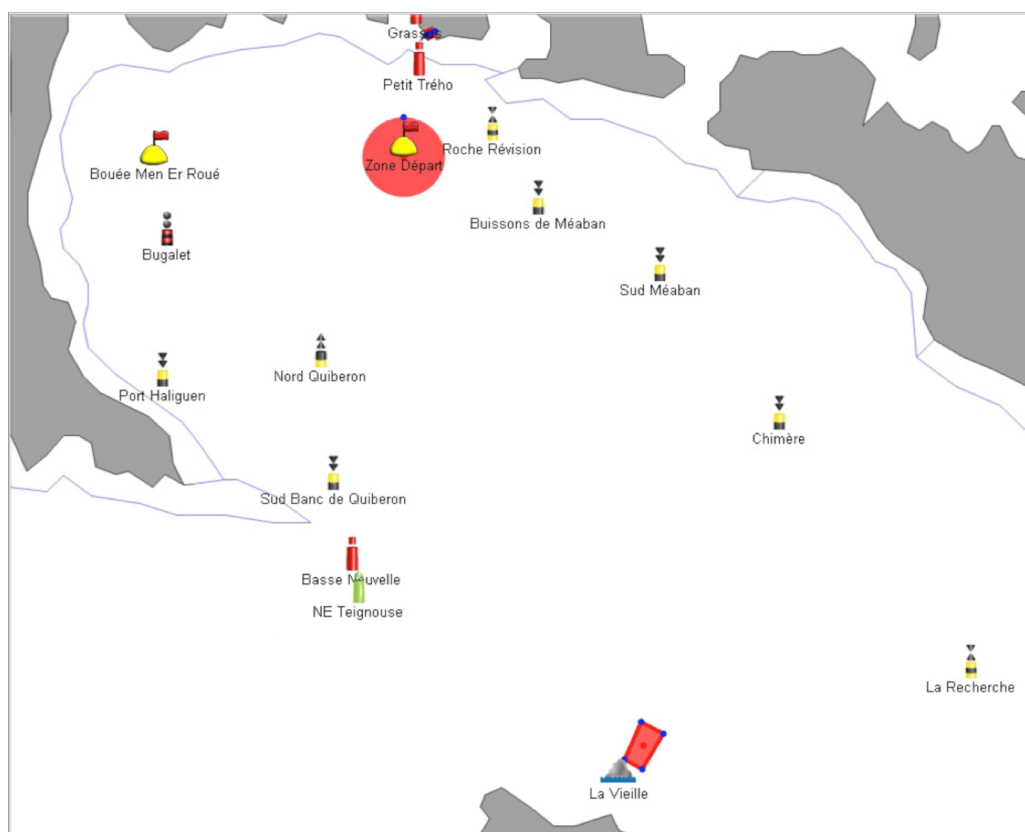 Grassus
Petit Trého
Roche Révision
Zone Départ
Bouée Men Er Roué
Buissons de Méaban
Bugalet
Sud Méaban
Nord Quiberon
Port Haliguen
Chimère
Sud Banc de Quiberon
Basse Nouvelle
NE Teignouse
La Recherche
La Vieille